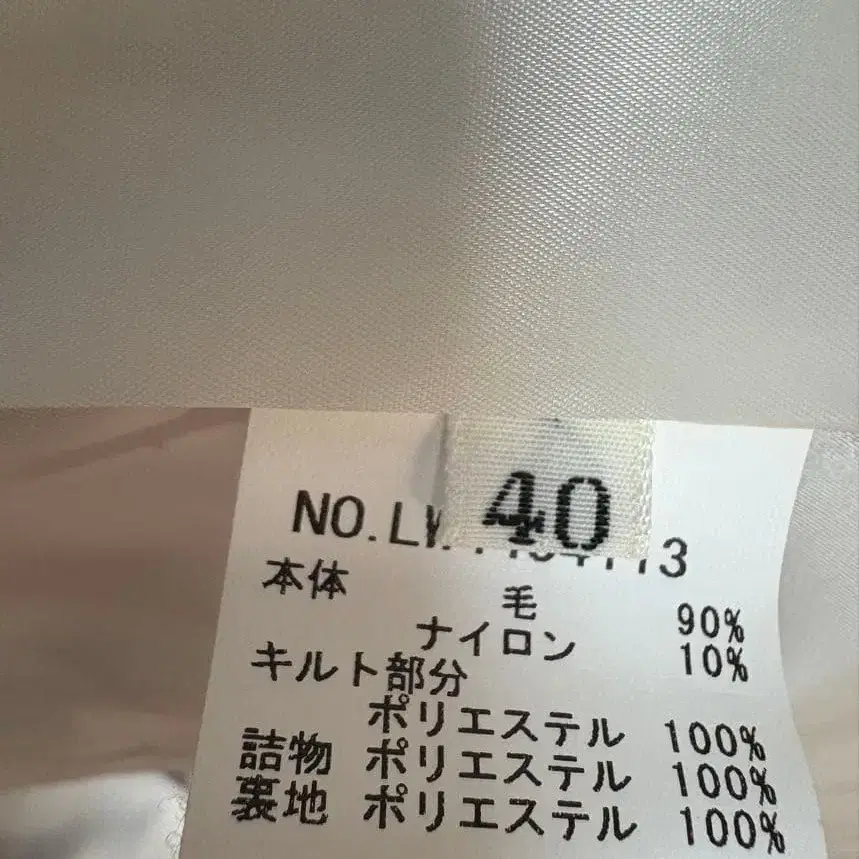 40
NO.LW
本体
毛 90%
ナイロン 10%
キルト部分
ポリエステル 100%
詰物 ポリエステル 100%
裏地 ポリエステル 100%